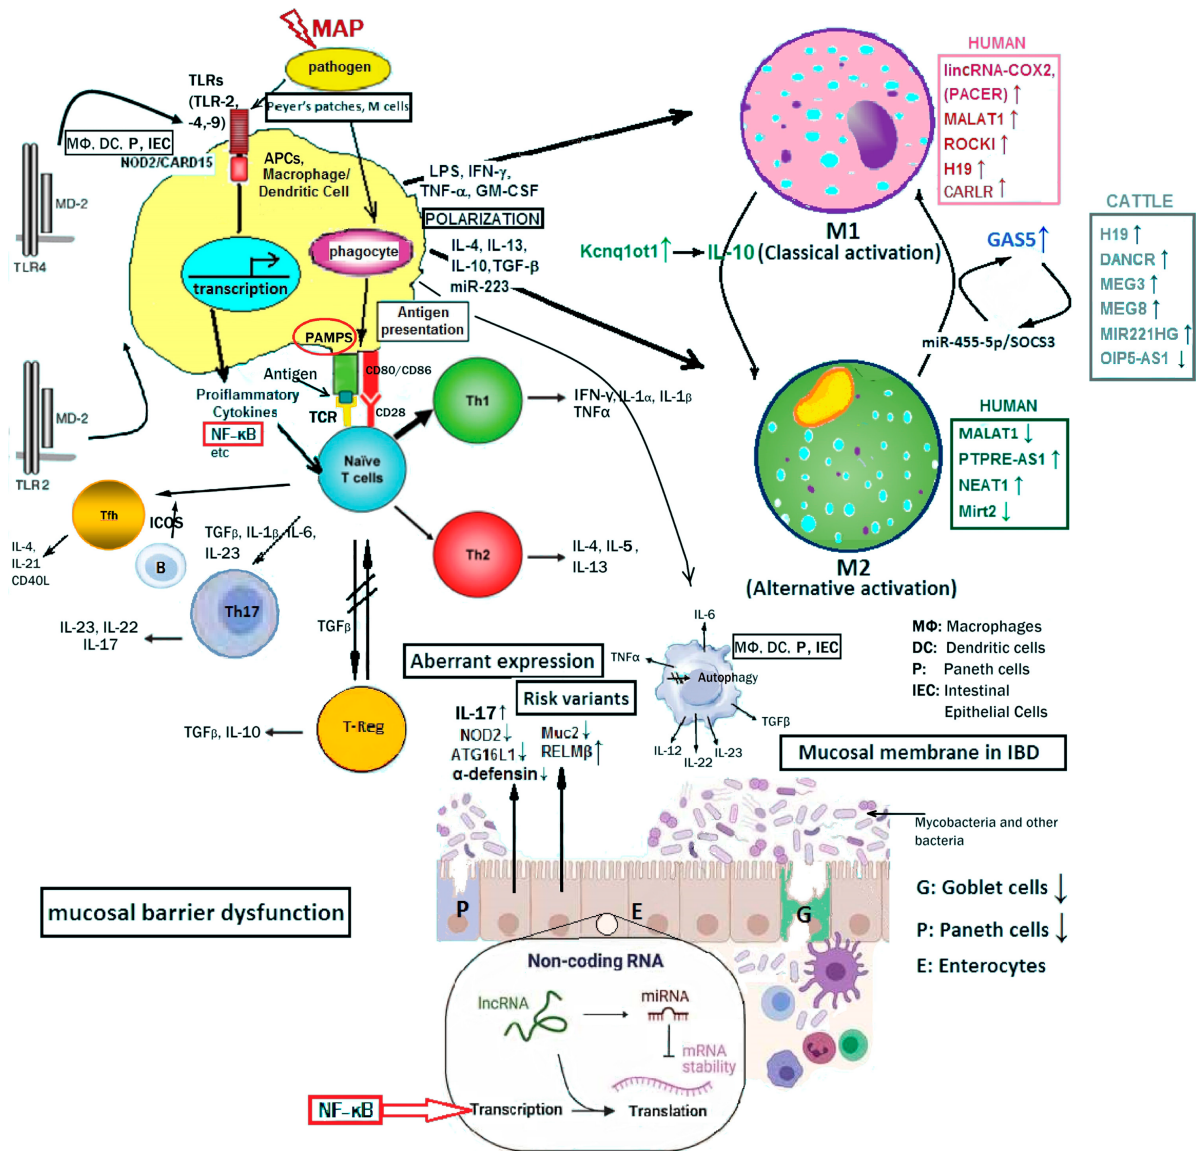 MAP
pathogen
Peyer's patches, M cells
TLRs
(TLR-2,
-4,-9)
MΦ, DC, P, IEC
NOD2/CARD15
APCs,
Macrophage/
Dendritic Cell
MD-2
TLR4
transcription
phagocyte
LPS, IFN-γ,
TNF-α, GM-CSF
POLARIZATION
IL-4, IL-13,
IL-10, TGF-β
miR-223
Antigen
presentation
PAMPS
CD80/CD86
Antigen
TCR
CD28
MD-2
TLR2
Proiflammatory
Cytokines
NF-κB
etc
Naïve
T cells
Th1
IFN-γ, IL-1α, IL-1β
TNFα
Th2
IL-4, IL-5,
IL-13
Tfh
ICOS
B
IL-4,
IL-21
CD40L
TGFβ, IL-1β, IL-6,
IL-23
Th17
IL-23, IL-22
IL-17
TGFβ
T-Reg
TGFβ, IL-10
HUMAN
lincRNA-COX2,
(PACER) ↑
MALAT1 ↑
ROCKI ↑
H19 ↑
CARLR ↑
M1
(Classical activation)
Kcnq1ot1↑ → IL-10
GAS5↑
miR-455-5p/SOCS3
CATTLE
H19 ↑
DANCR ↑
MEG3 ↑
MEG8 ↑
MIR221HG ↑
OIP5-AS1 ↓
HUMAN
MALAT1 ↓
PTPRE-AS1 ↑
NEAT1 ↑
Mirt2 ↓
M2
(Alternative activation)
MΦ: Macrophages
DC: Dendritic cells
P: Paneth cells
IEC: Intestinal
Epithelial Cells
IL-6
MΦ, DC, P, IEC
TNFα
Autophagy
TGFβ
IL-12
IL-22
IL-23
Aberrant expression
Risk variants
IL-17↑
NOD2↓
ATG16L1↓
α-defensin↓
Muc2↓
RELMβ↑
Mucosal membrane in IBD
Mycobacteria and other
bacteria
mucosal barrier dysfunction
P
E
G
G: Goblet cells ↓
P: Paneth cells ↓
E: Enterocytes
Non-coding RNA
lncRNA
miRNA
mRNA
stability
NF-κB
Transcription
Translation